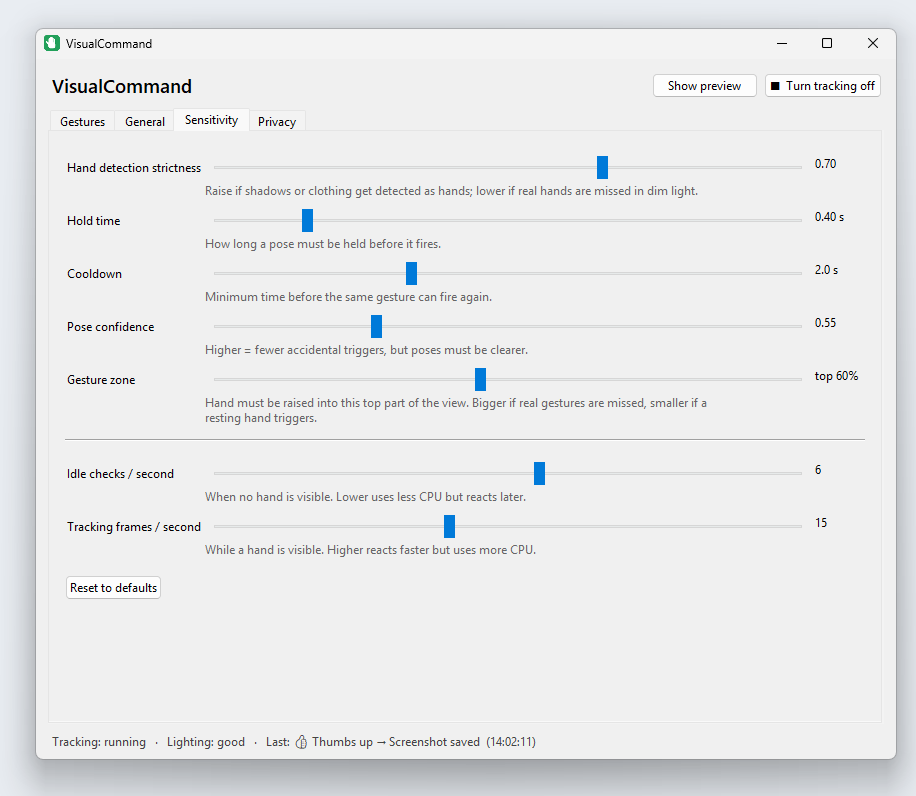 VisualCommand
VisualCommand
Show preview
Turn tracking off
Gestures
General
Sensitivity
Privacy
Hand detection strictness
0.70
Raise if shadows or clothing get detected as hands; lower if real hands are missed in dim light.
Hold time
0.40 s
How long a pose must be held before it fires.
Cooldown
2.0 s
Minimum time before the same gesture can fire again.
Pose confidence
0.55
Higher = fewer accidental triggers, but poses must be clearer.
Gesture zone
top 60%
Hand must be raised into this top part of the view. Bigger if real gestures are missed, smaller if a
resting hand triggers.
Idle checks / second
6
When no hand is visible. Lower uses less CPU but reacts later.
Tracking frames / second
15
While a hand is visible. Higher reacts faster but uses more CPU.
Reset to defaults
Tracking: running · Lighting: good · Last: 👍 Thumbs up → Screenshot saved (14:02:11)